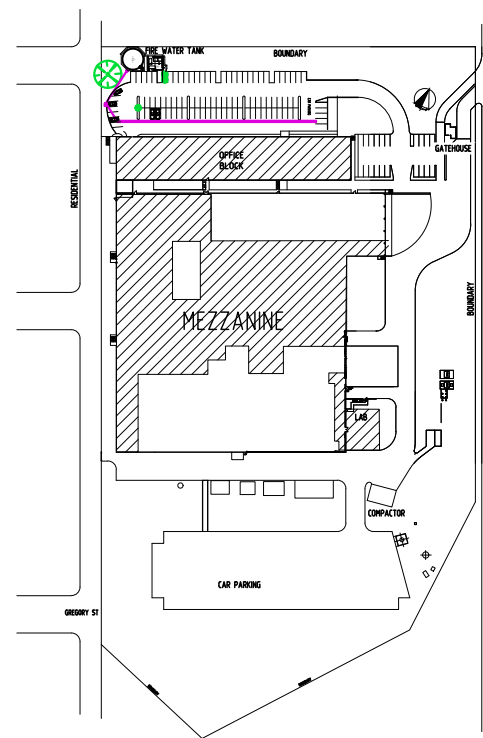 FIRE WATER TANK
BOUNDARY
GATEHOUSE
OFFICE
BLOCK
RESIDENTIAL
BOUNDARY
MEZZANINE
LAB
COMPACTOR
CAR PARKING
GREGORY ST